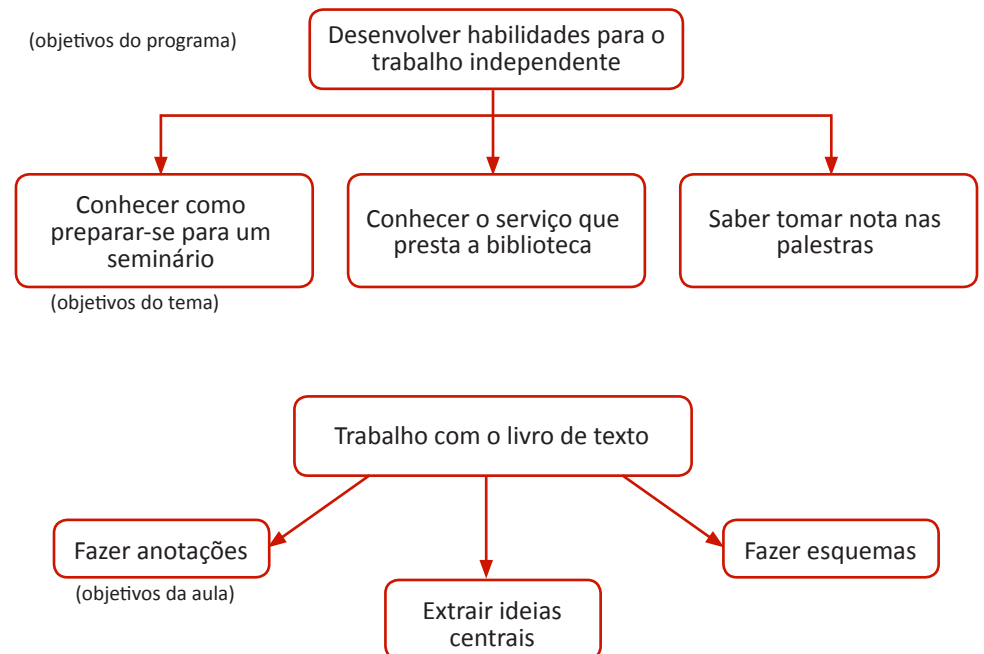 (objetivos do programa)
Desenvolver habilidades para o
trabalho independente
Conhecer como
preparar-se para um
seminário
Conhecer o serviço que
presta a biblioteca
Saber tomar nota nas
palestras
(objetivos do tema)
Trabalho com o livro de texto
Fazer anotações
Fazer esquemas
(objetivos da aula)
Extrair ideias
centrais